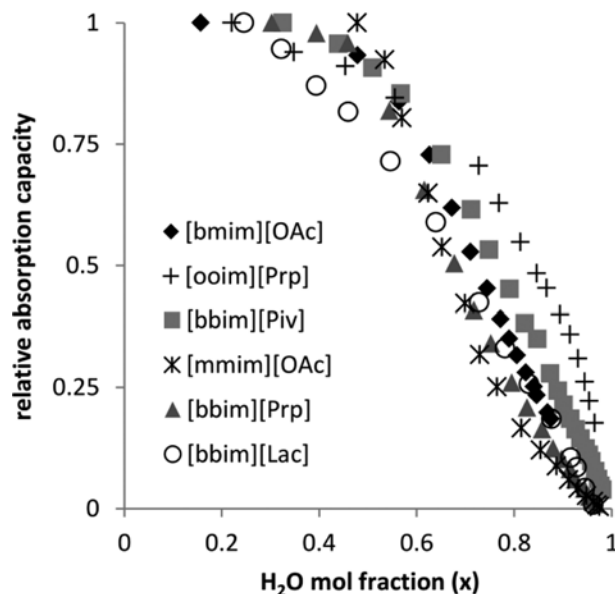 relative absorption capacity
1
0.75
0.5
0.25
0
[bmim][OAc]
[ooim][Prp]
[bbim][Piv]
[mmim][OAc]
[bbim][Prp]
[bbim][Lac]
0 0.2 0.4 0.6 0.8 1
H₂O mol fraction (x)